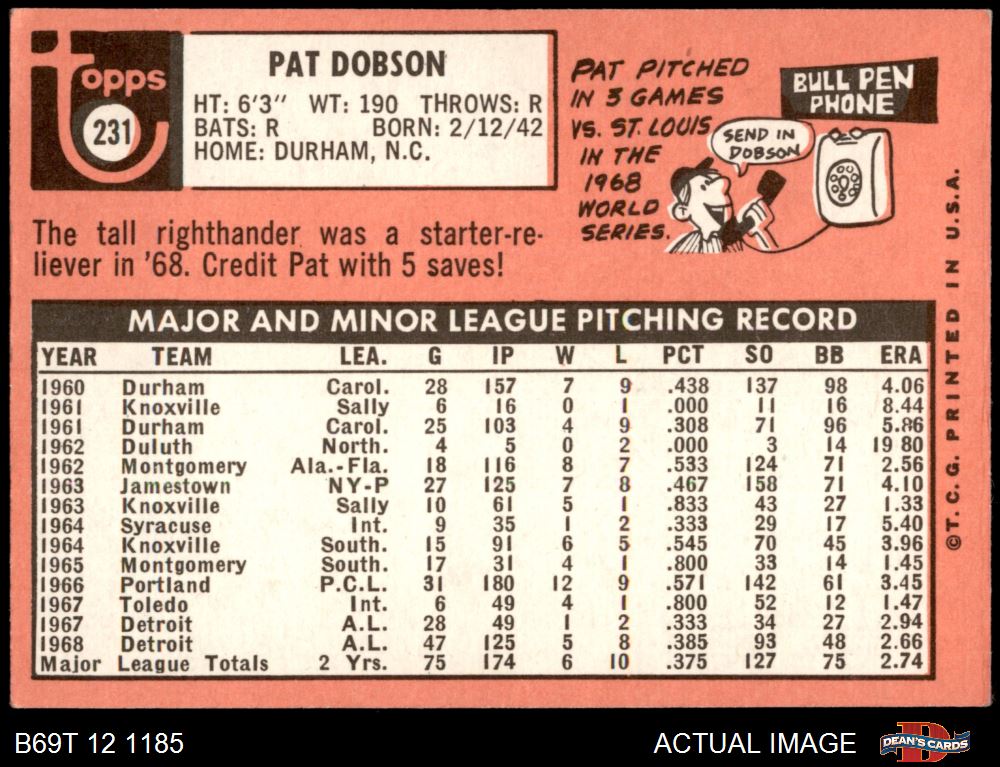 Topps
231
PAT DOBSON
HT: 6'3" WT: 190 THROWS: R
BATS: R BORN: 2/12/42
HOME: DURHAM, N.C.
PAT PITCHED
IN 3 GAMES
VS. ST. LOUIS
IN THE
1968
WORLD
SERIES.
BULL PEN
PHONE
SEND IN
DOBSON
The tall righthander was a starter-re-
liever in '68. Credit Pat with 5 saves!
MAJOR AND MINOR LEAGUE PITCHING RECORD
YEAR TEAM LEA. G IP W L PCT SO BB ERA
1960 Durham Carol. 28 157 7 9 .438 137 98 4.06
1961 Knoxville Sally 6 16 0 1 .000 11 16 8.44
1961 Durham Carol. 25 103 4 9 .308 71 96 5.86
1962 Duluth North. 4 5 0 2 .000 3 14 19 80
1962 Montgomery Ala.-Fla. 18 116 8 7 .533 124 71 2.56
1963 Jamestown NY-P 27 125 7 8 .467 158 71 4.10
1963 Knoxville Sally 10 61 5 1 .833 43 27 1.33
1964 Syracuse Int. 9 35 1 2 .333 29 17 5.40
1964 Knoxville South. 15 91 6 5 .545 70 45 3.96
1965 Montgomery South. 17 31 4 1 .800 33 14 1.45
1966 Portland P.C.L. 31 180 12 9 .571 142 61 3.45
1967 Toledo Int. 6 49 4 1 .800 52 12 1.47
1967 Detroit A.L. 28 49 1 2 .333 34 27 2.94
1968 Detroit A.L. 47 125 5 8 .385 93 48 2.66
Major League Totals 2 Yrs. 75 174 6 10 .375 127 75 2.74
©T. C. G. PRINTED IN U.S.A.
B69T 12 1185
ACTUAL IMAGE
D
DEAN'S CARDS